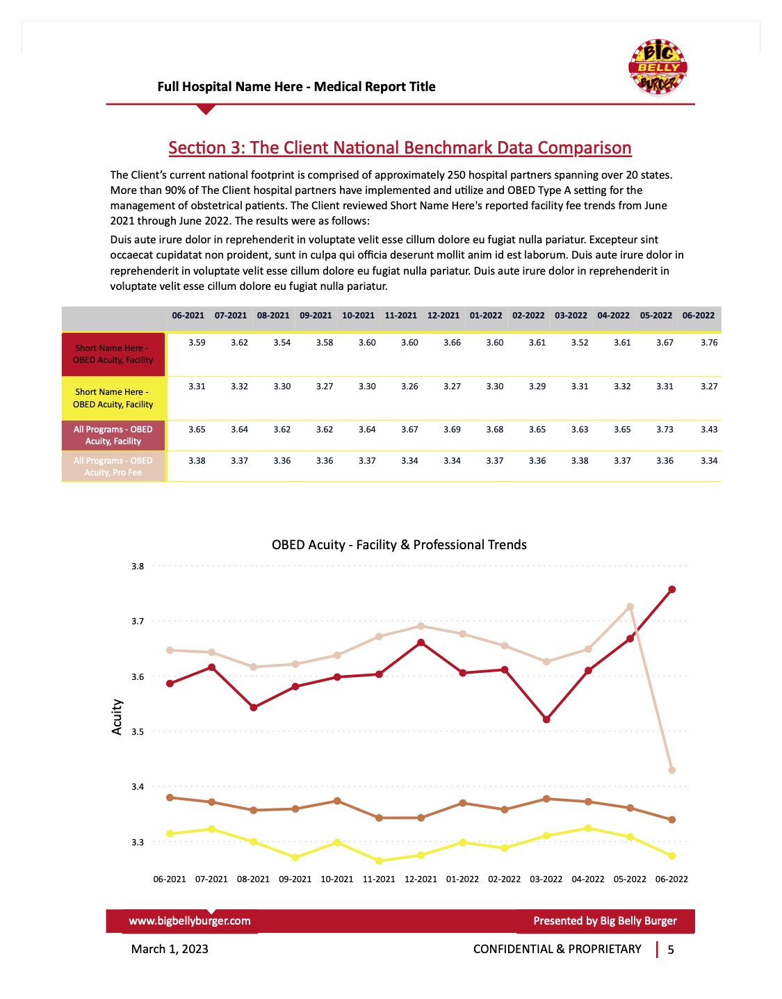 BIG
BELLY
BURGER
Full Hospital Name Here - Medical Report Title
Section 3: The Client National Benchmark Data Comparison
The Client’s current national footprint is comprised of approximately 250 hospital partners spanning over 20 states.
More than 90% of The Client hospital partners have implemented and utilize and OBED Type A setting for the
management of obstetrical patients. The Client reviewed Short Name Here's reported facility fee trends from June
2021 through June 2022. The results were as follows:
Duis aute irure dolor in reprehenderit in voluptate velit esse cillum dolore eu fugiat nulla pariatur. Excepteur sint
occaecat cupidatat non proident, sunt in culpa qui officia deserunt mollit anim id est laborum. Duis aute irure dolor in
reprehenderit in voluptate velit esse cillum dolore eu fugiat nulla pariatur. Duis aute irure dolor in reprehenderit in
voluptate velit esse cillum dolore eu fugiat nulla pariatur.
06-2021 07-2021 08-2021 09-2021 10-2021 11-2021 12-2021 01-2022 02-2022 03-2022 04-2022 05-2022 06-2022
Short Name Here -
OBED Acuity, Facility
3.59 3.62 3.54 3.58 3.60 3.60 3.66 3.60 3.61 3.52 3.61 3.67 3.76
Short Name Here -
OBED Acuity, Facility
3.31 3.32 3.30 3.27 3.30 3.26 3.27 3.30 3.29 3.31 3.32 3.31 3.27
All Programs - OBED
Acuity, Facility
3.65 3.64 3.62 3.62 3.64 3.67 3.69 3.68 3.65 3.63 3.65 3.73 3.43
All Programs - OBED
Acuity, Pro Fee
3.38 3.37 3.36 3.36 3.37 3.34 3.34 3.37 3.36 3.38 3.37 3.36 3.34
OBED Acuity - Facility & Professional Trends
3.8
3.7
3.6
Acuity
3.5
3.4
3.3
06-2021 07-2021 08-2021 09-2021 10-2021 11-2021 12-2021 01-2022 02-2022 03-2022 04-2022 05-2022 06-2022
www.bigbellyburger.com Presented by Big Belly Burger
March 1, 2023 CONFIDENTIAL & PROPRIETARY 5